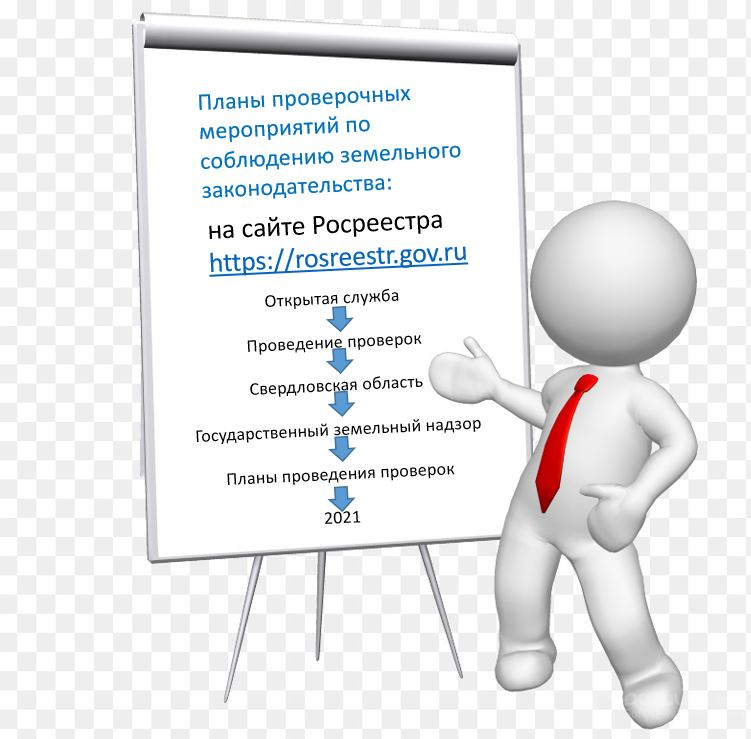 Планы проверочных
мероприятий по
соблюдению земельного
законодательства:
на сайте Росреестра
https://rosreestr.gov.ru
Открытая служба
Проведение проверок
Свердловская область
Государственный земельный надзор
Планы проведения проверок
2021